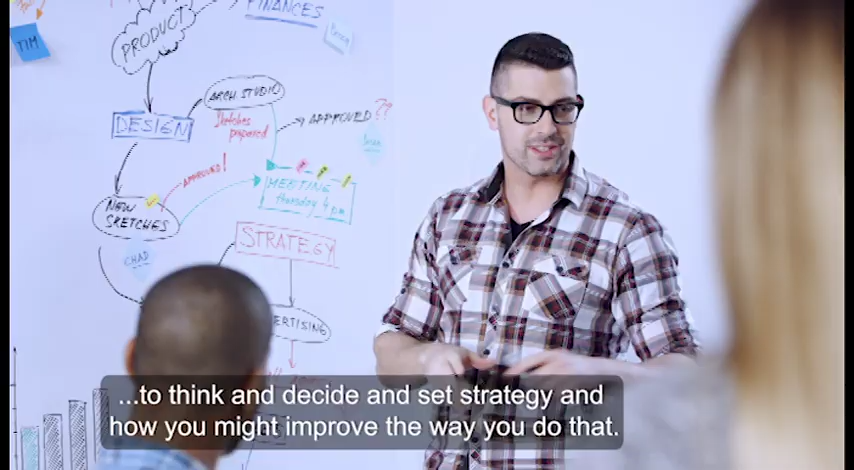 FINANCES
TIM
PRODUCT
ARCH STUDIO
DESIGN
Sketches
prepared
APPROVED
??
APPROVED!
MEETING
Thursday 4 pm
NEW
SKETCHES
STRATEGY
CHAD
ERTISING
...to think and decide and set strategy and
how you might improve the way you do that.